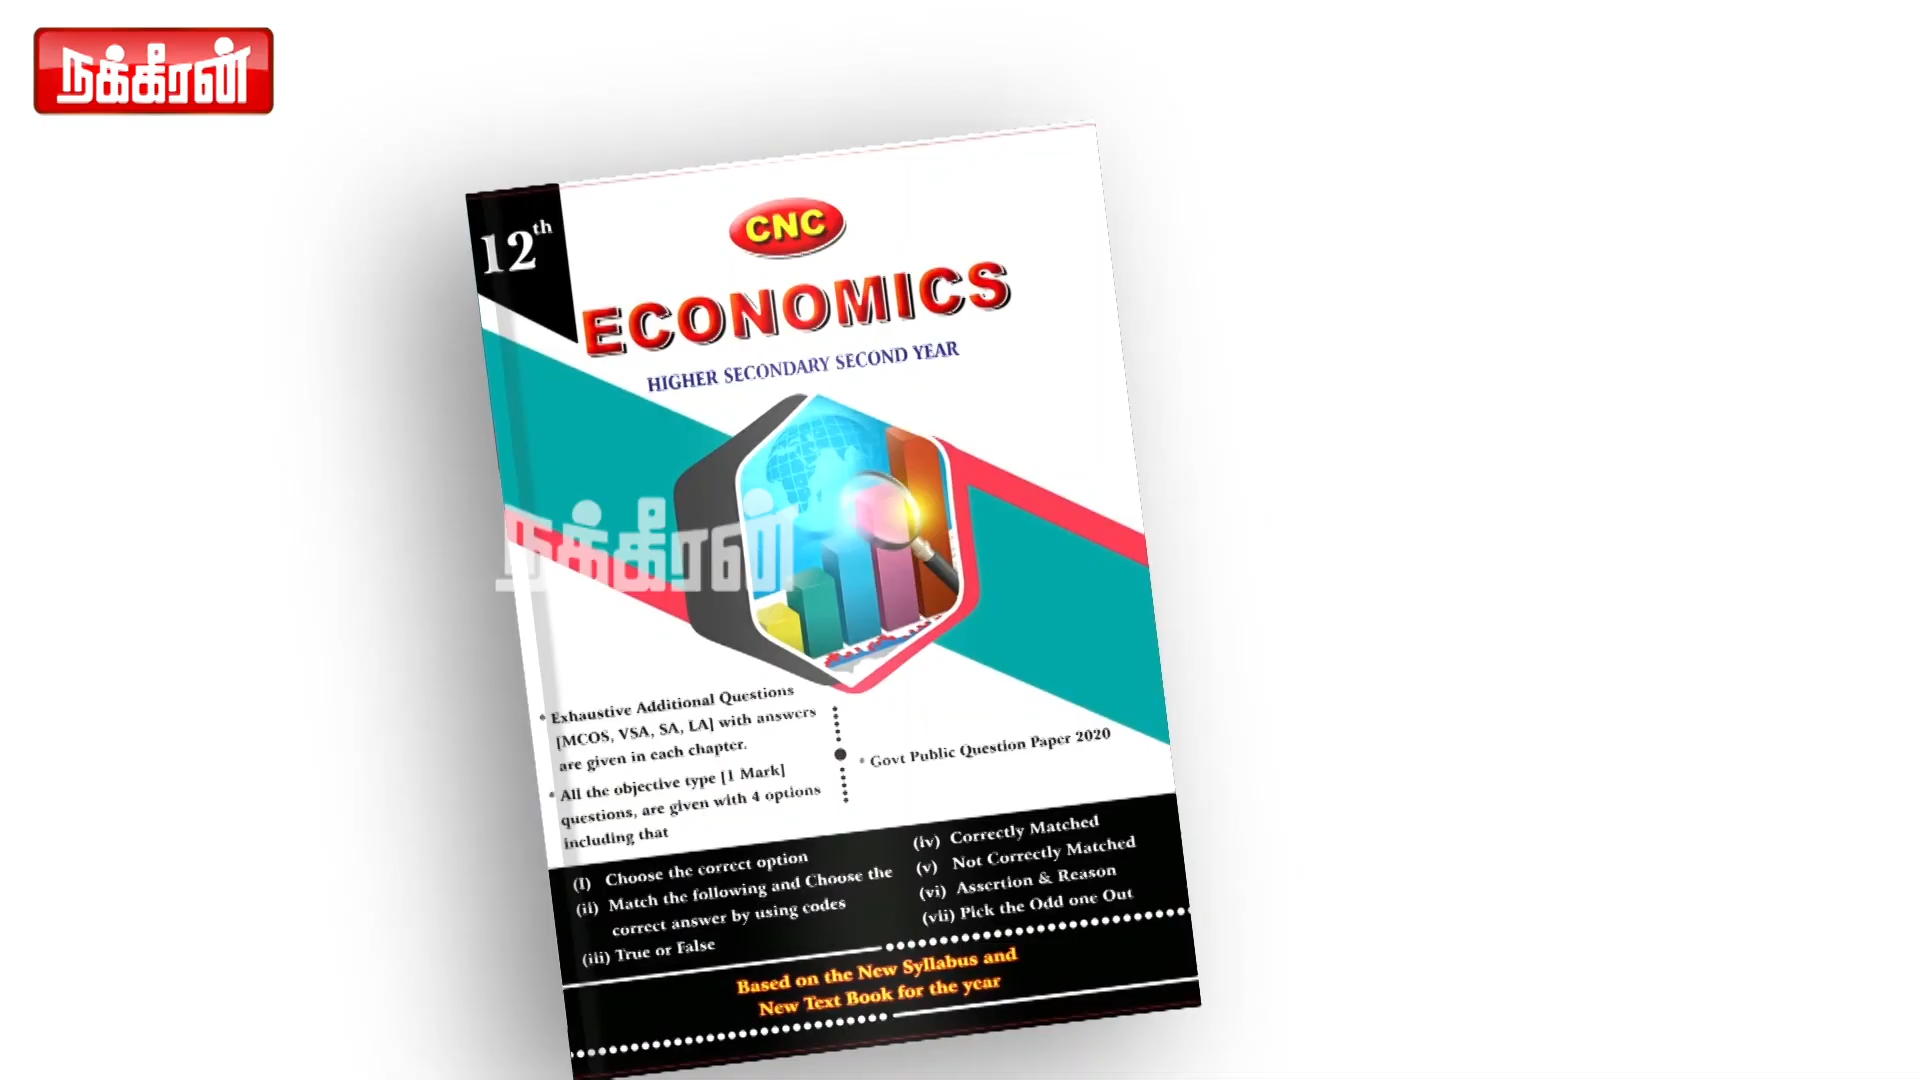 நக்கீரன்
12th
CNC
ECONOMICS
HIGHER SECONDARY SECOND YEAR
நக்கீரன்
* Exhaustive Additional Questions
[MCOS, VSA, SA, LA] with answers
are given in each chapter.
* All the objective type [1 Mark]
questions, are given with 4 options
including that
* Govt Public Question Paper 2020
(I) Choose the correct option
(ii) Match the following and Choose the
correct answer by using codes
(iii) True or False
(iv) Correctly Matched
(v) Not Correctly Matched
(vi) Assertion & Reason
(vii) Pick the Odd one Out
Based on the New Syllabus and
New Text Book for the year